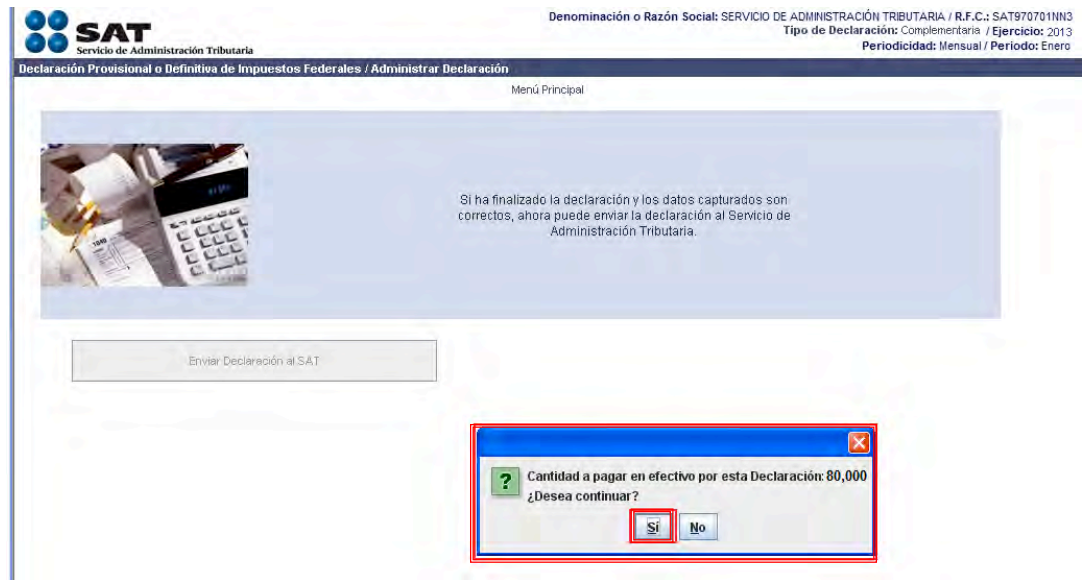 SAT
Servicio de Administración Tributaria
Denominación o Razón Social: SERVICIO DE ADMINISTRACIÓN TRIBUTARIA / R.F.C.: SAT970701NN3
Tipo de Declaración: Complementaria / Ejercicio: 2013
Periodicidad: Mensual / Periodo: Enero
Declaración Provisional o Definitiva de Impuestos Federales / Administrar Declaración
Menú Principal
Si ha finalizado la declaración y los datos capturados son
correctos, ahora puede enviar la declaración al Servicio de
Administración Tributaria.
Enviar Declaración al SAT
Cantidad a pagar en efectivo por esta Declaración: 80,000
¿Desea continuar?
Sí No